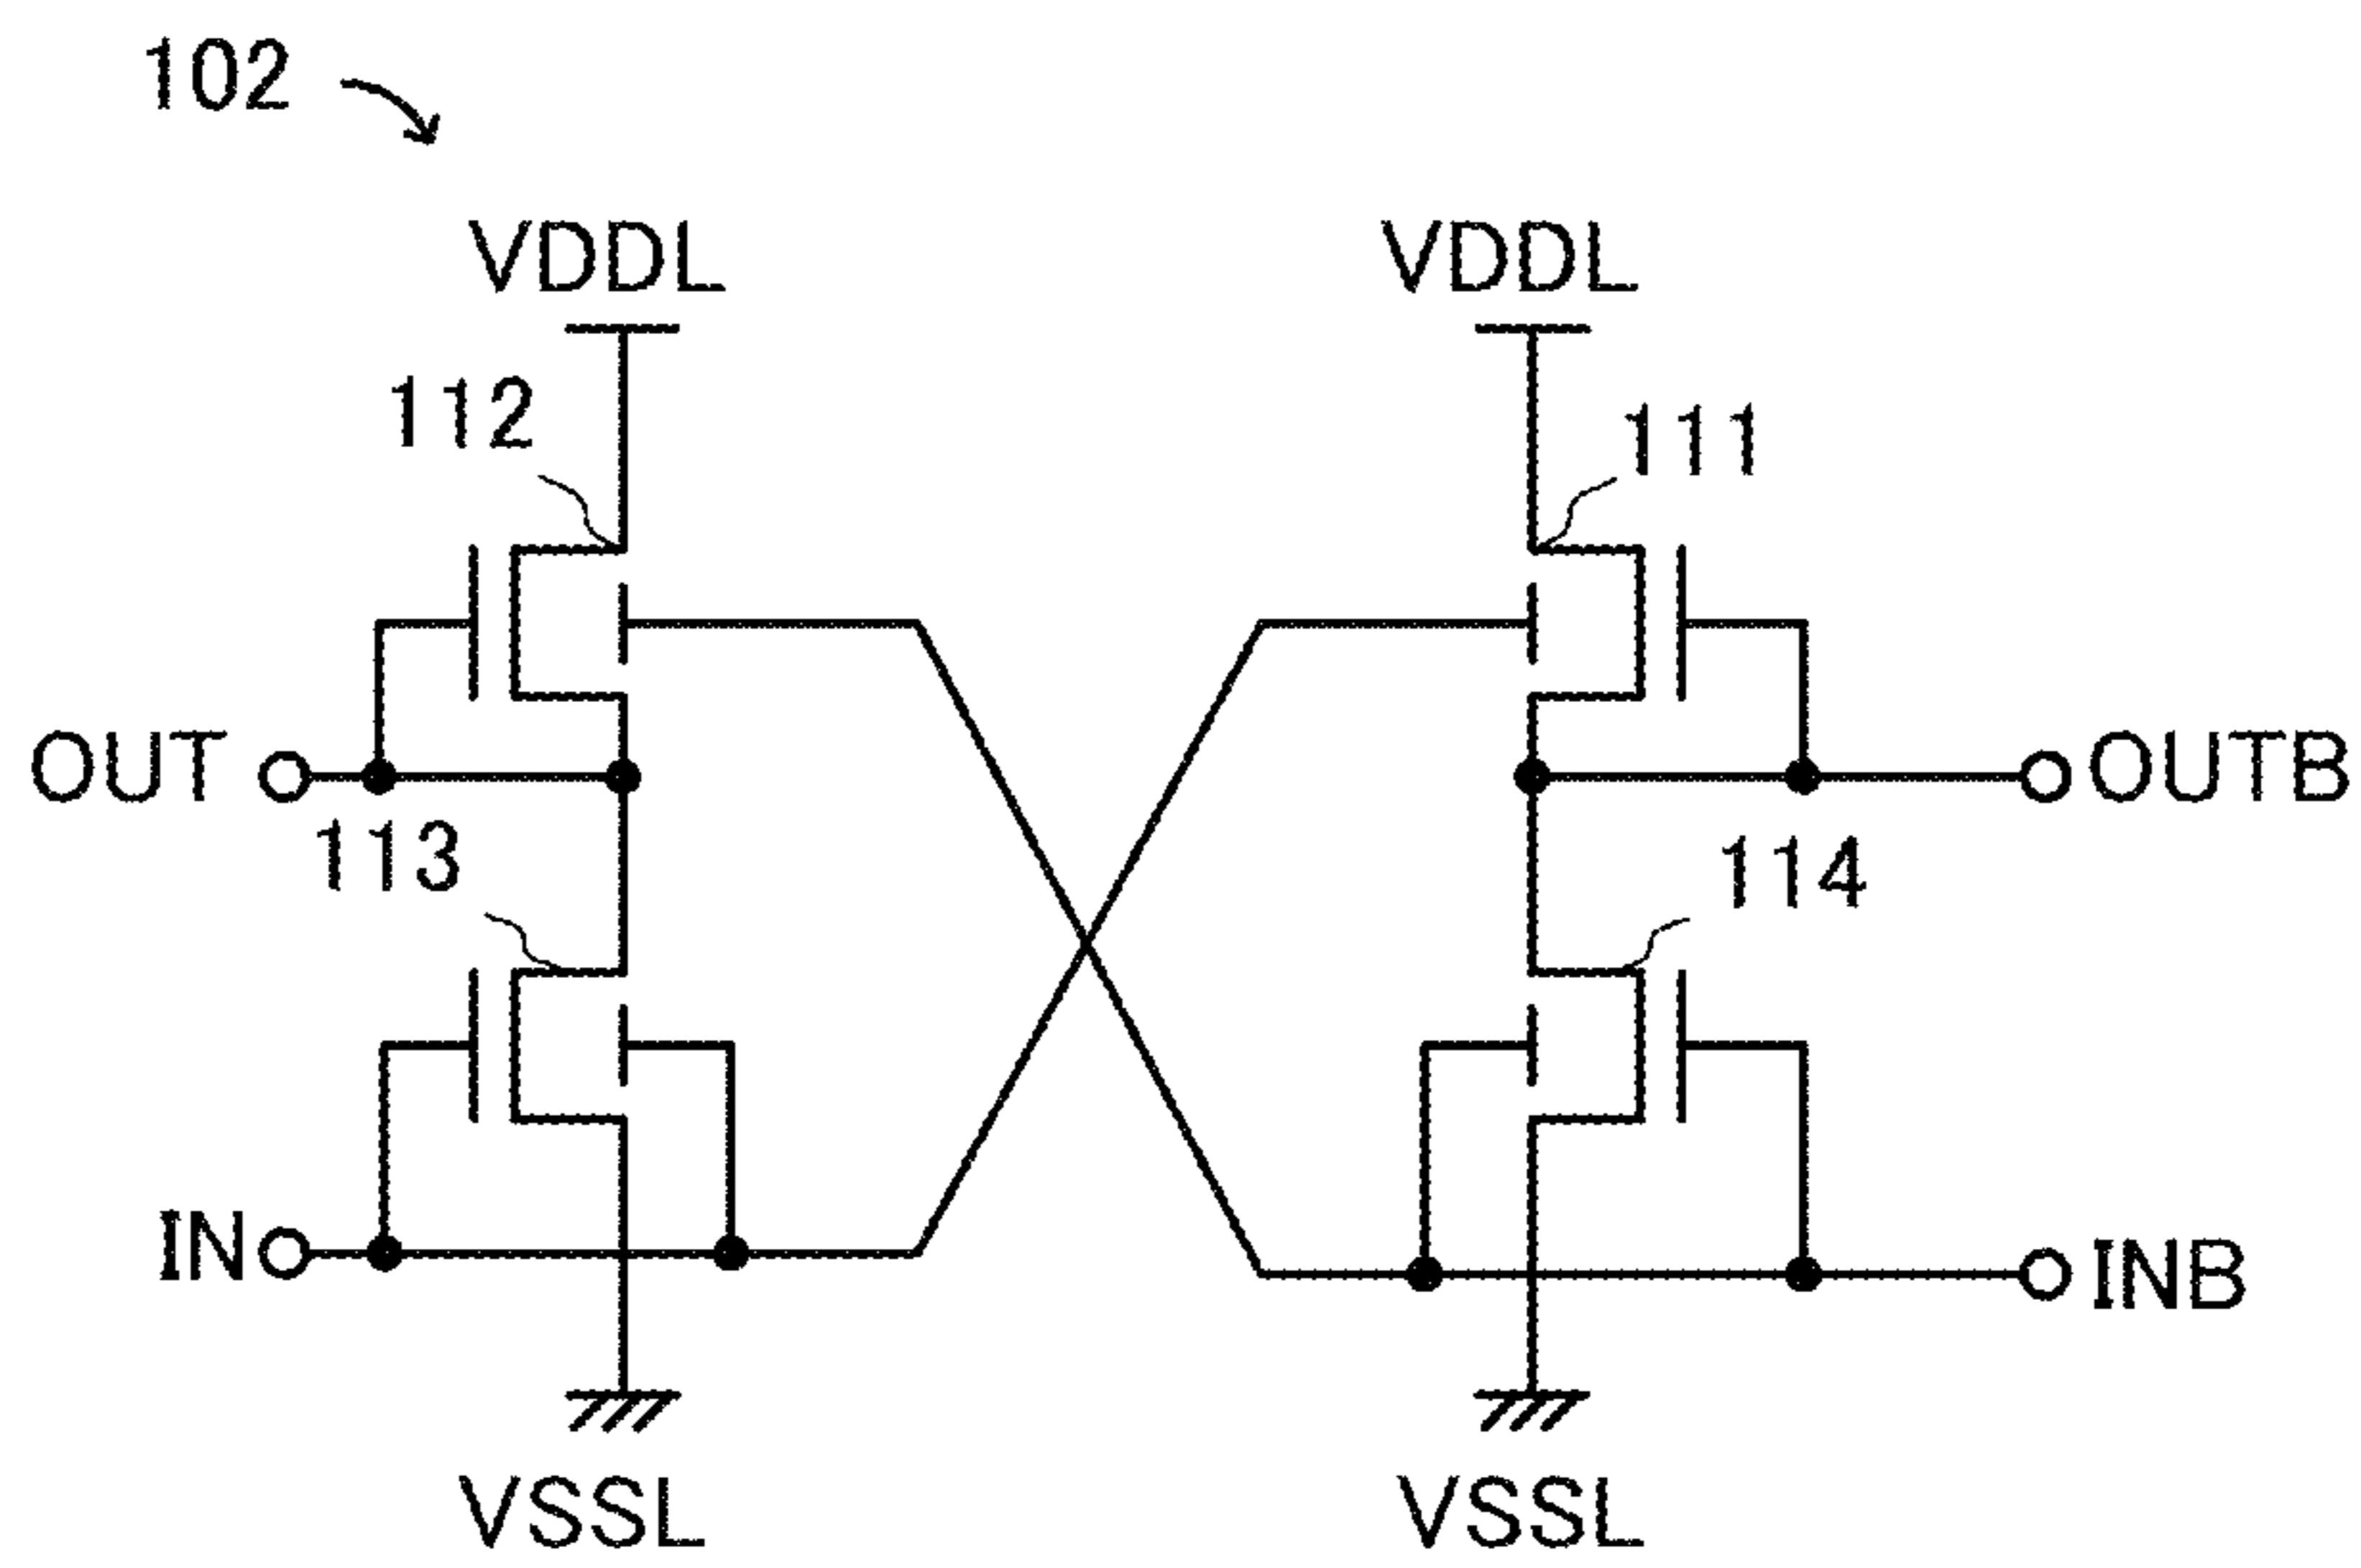 102
VDDL
VDDL
112
111
OUT
OUTB
113
114
IN
INB
VSSL
VSSL